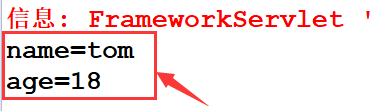 信息: FrameworkServlet '
name=tom
age=18